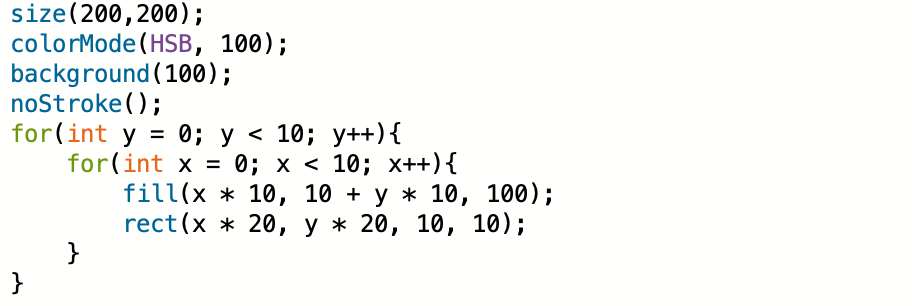 size(200,200);
colorMode(HSB, 100);
background(100);
noStroke();
for(int y = 0; y < 10; y++){
    for(int x = 0; x < 10; x++){
        fill(x * 10, 10 + y * 10, 100);
        rect(x * 20, y * 20, 10, 10);
    }
}